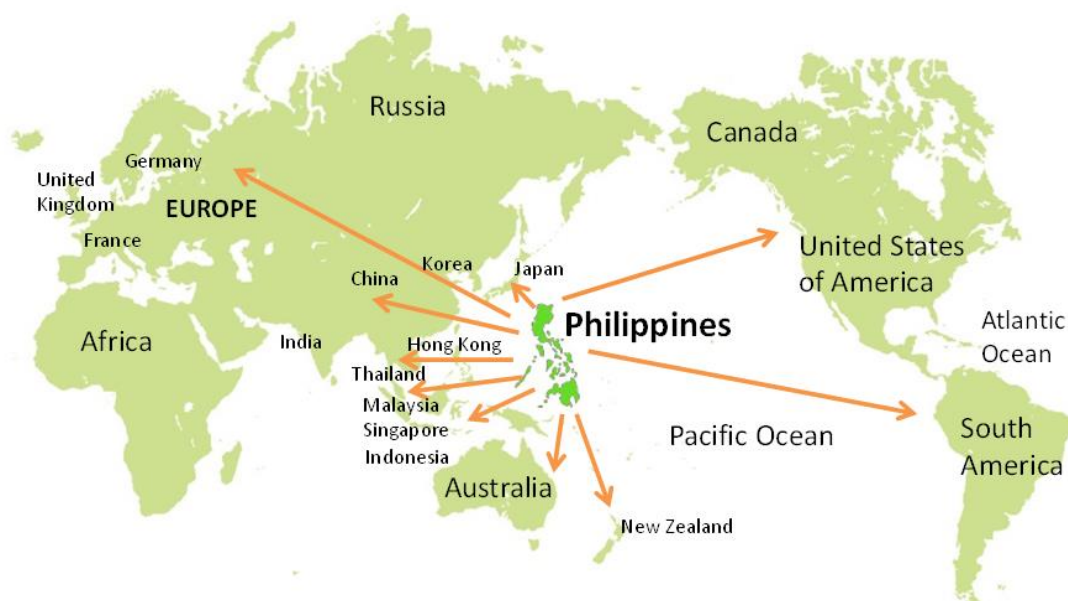 Russia
Canada
Germany
United
Kingdom
EUROPE
France
Korea
Japan
China
United States
of America
Philippines
Africa
India
Hong Kong
Atlantic
Ocean
Thailand
Malaysia
Singapore
Indonesia
Pacific Ocean
South
America
Australia
New Zealand